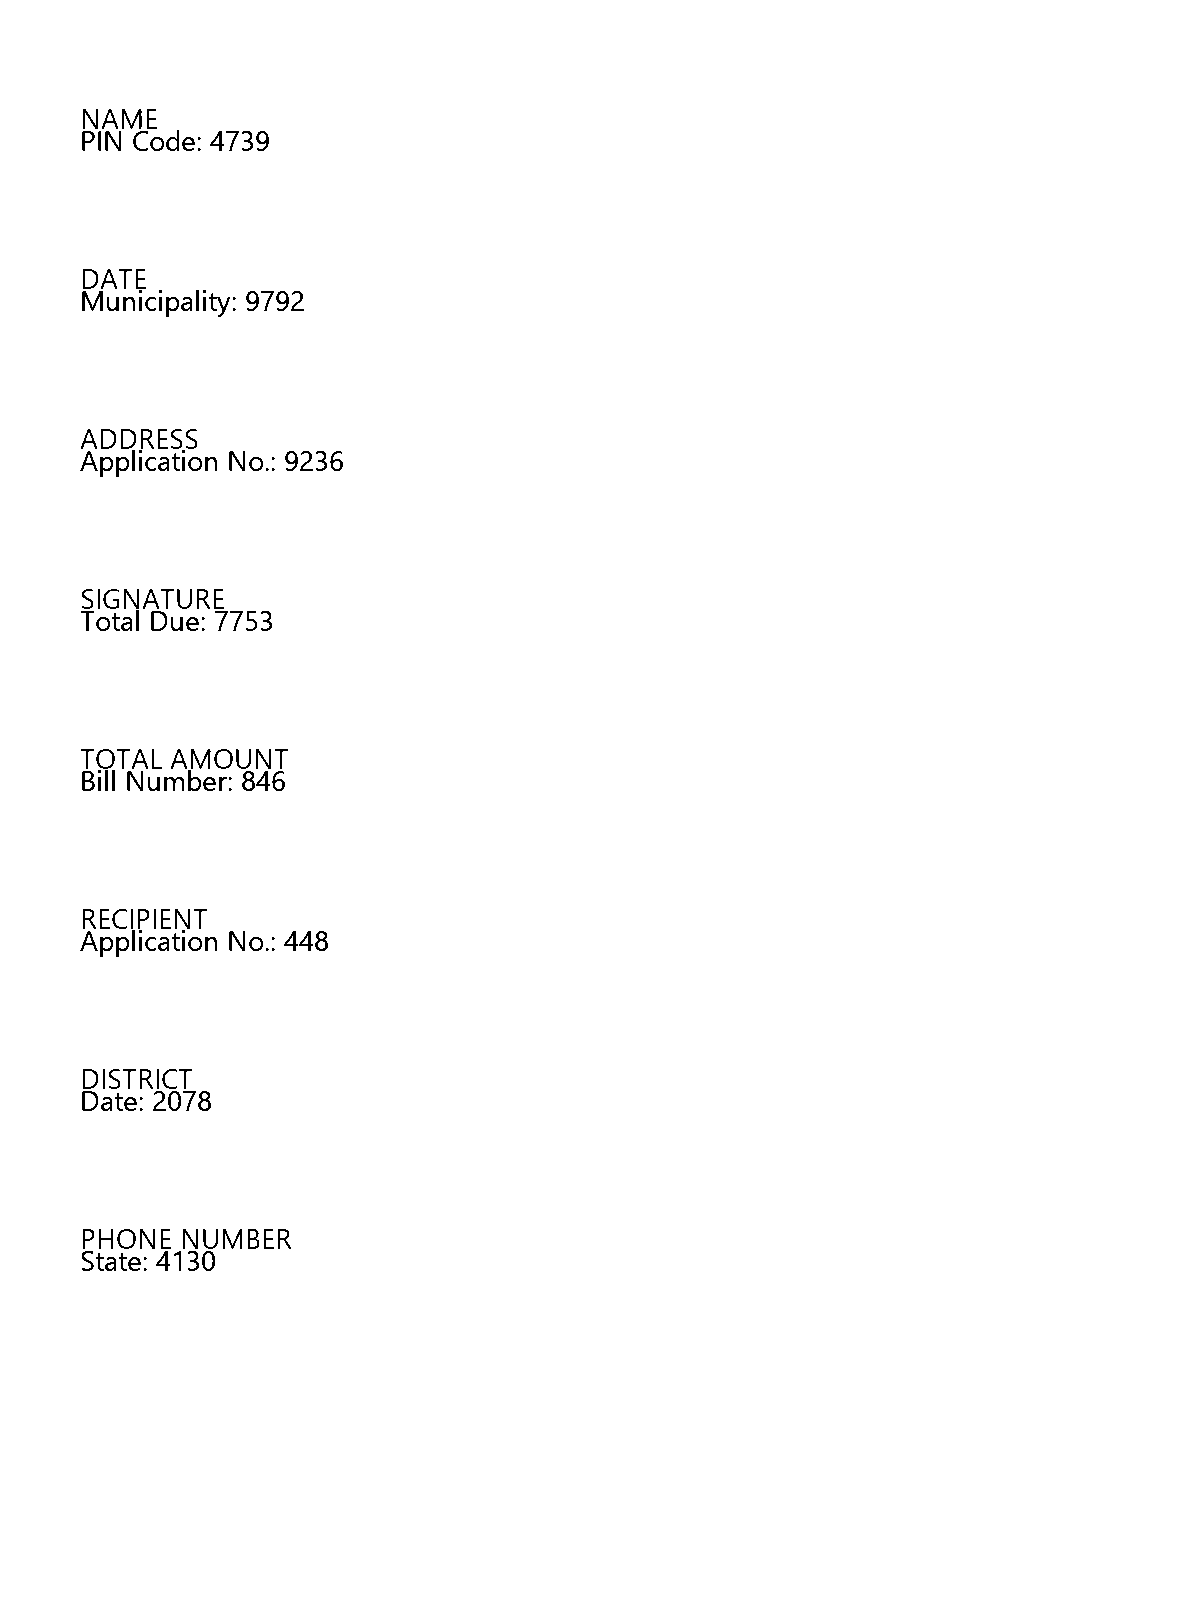 NAME
PIN Code: 4739
DATE
Municipality: 9792
ADDRESS
Application No.: 9236
SIGNATURE
Total Due: 7753
TOTAL AMOUNT
Bill Number: 846
RECIPIENT
Application No.: 448
DISTRICT
Date: 2078
PHONE NUMBER
State: 4130